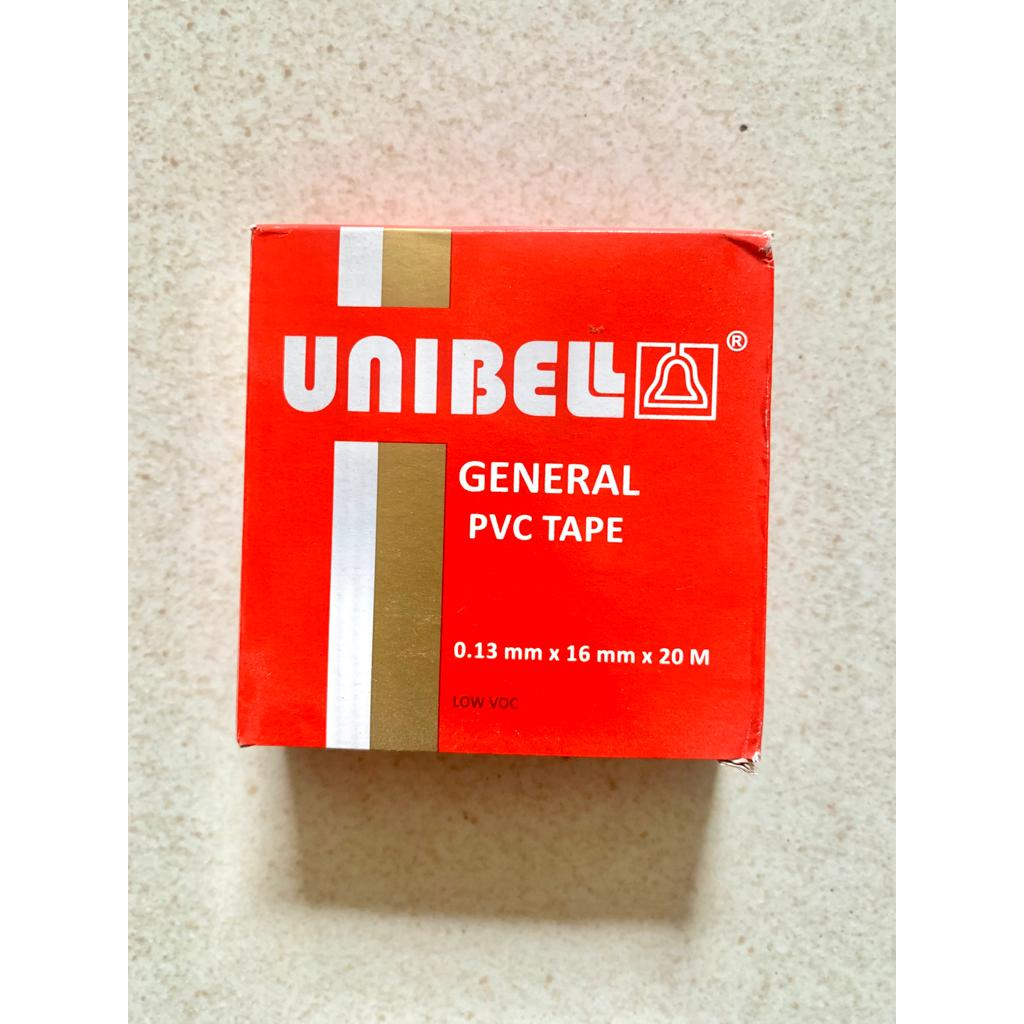 UNIBELL ®
GENERAL
PVC TAPE
0.13 mm x 16 mm x 20 M
LOW VOC